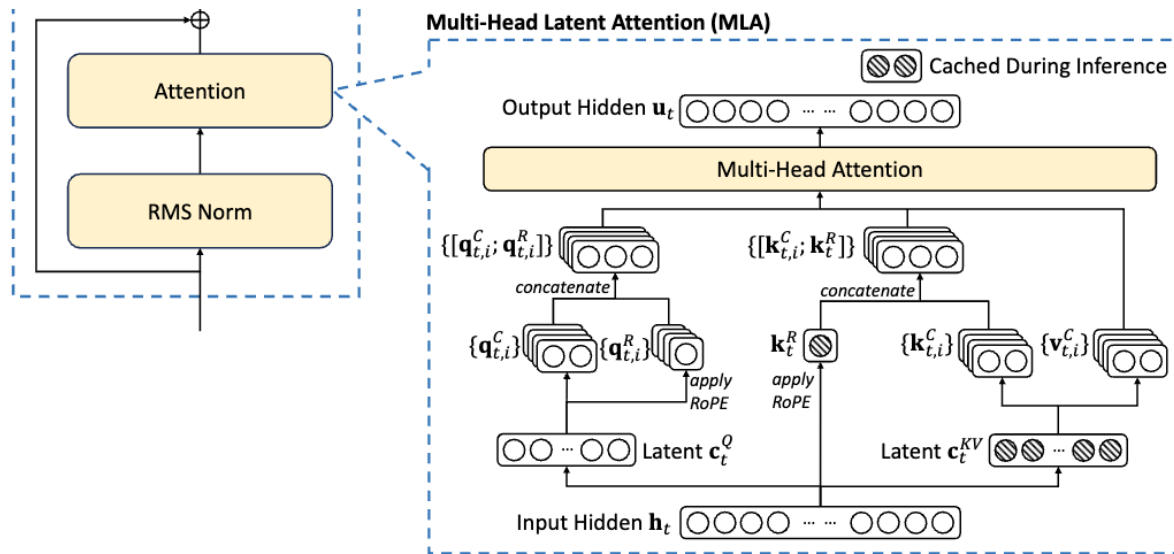 Multi-Head Latent Attention (MLA)
Cached During Inference
Attention
Output Hidden u_t
Multi-Head Attention
RMS Norm
{[q^C_{t,i}; q^R_{t,i}]}
{[k^C_{t,i}; k^R_t]}
concatenate
concatenate
{q^C_{t,i}}
{q^R_{t,i}}
k^R_t
{k^C_{t,i}}
{v^C_{t,i}}
apply
RoPE
apply
RoPE
... Latent c^Q_t
Latent c^{KV}_t ...
Input Hidden h_t ... ...